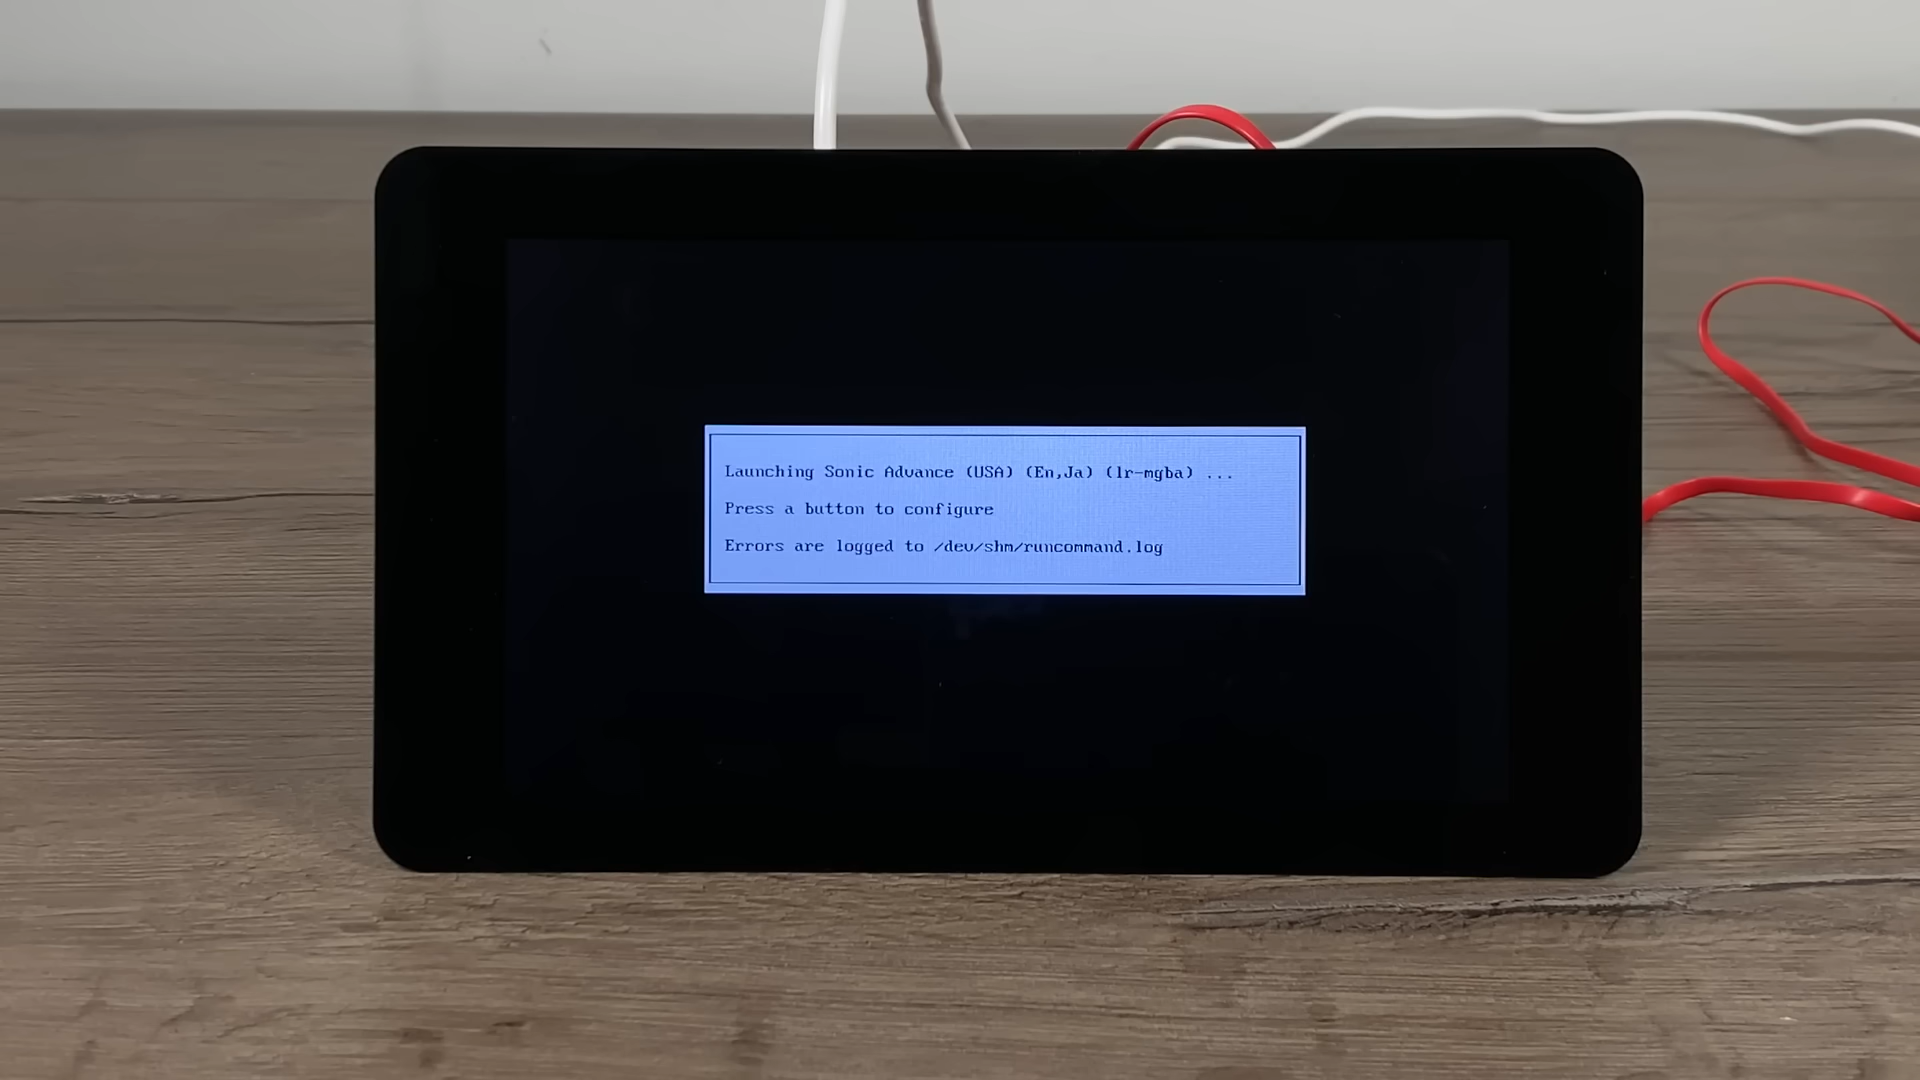 Launching Sonic Advance (USA) (En,Ja) (lr-mgba) ...
Press a button to configure
Errors are logged to /dev/shm/runcommand.log